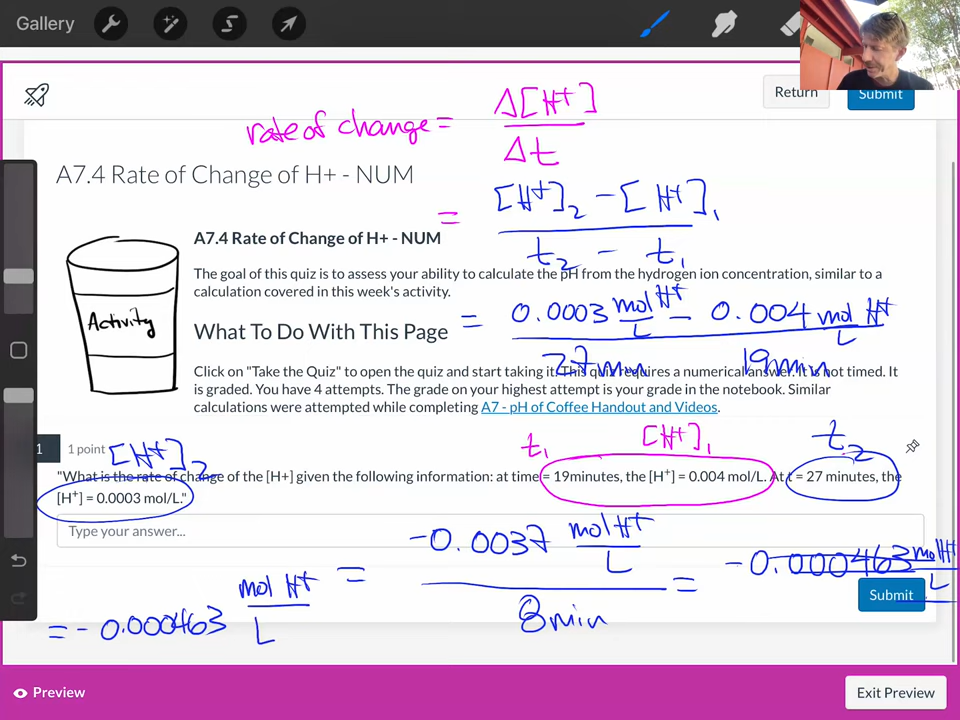 Gallery
Return
Submit
rate of change = Δ[H+] / Δt
A7.4 Rate of Change of H+ - NUM
= [H+]₂ - [H+]₁ / t₂ - t₁
A7.4 Rate of Change of H+ - NUM
The goal of this quiz is to assess your ability to calculate the pH from the hydrogen ion concentration, similar to a
calculation covered in this week's activity.
Activity
= 0.0003 mol H+ / L - 0.004 mol H+ / L
27 min 19 min
What To Do With This Page
Click on "Take the Quiz" to open the quiz and start taking it. This quiz requires a numerical answer. It is not timed. It
is graded. You have 4 attempts. The grade on your highest attempt is your grade in the notebook. Similar
calculations were attempted while completing A7 - pH of Coffee Handout and Videos.
1
1 point
[H+]₂
t₁ [H+]₁ t₂
"What is the rate of change of the [H+] given the following information: at time = 19minutes, the [H⁺] = 0.004 mol/L. At t = 27 minutes, the
[H⁺] = 0.0003 mol/L."
Type your answer...
= -0.0037 mol H+ / L / 8 min = -0.000463 mol H+ / L
Submit
= -0.000463 mol H+ / L
Preview
Exit Preview